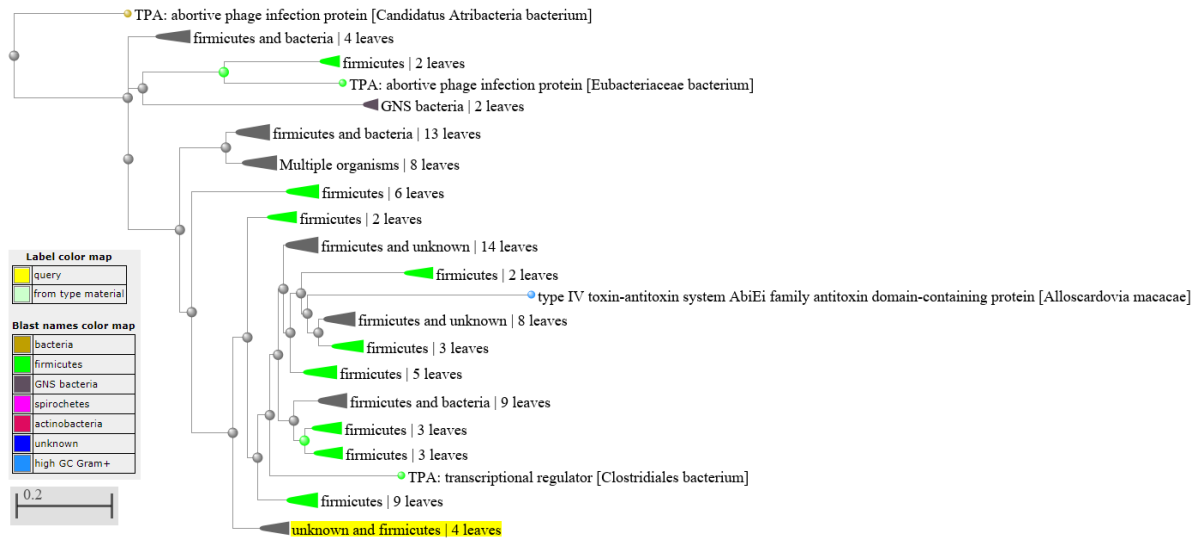 TPA: abortive phage infection protein [Candidatus Atribacteria bacterium]
firmicutes and bacteria | 4 leaves
firmicutes | 2 leaves
TPA: abortive phage infection protein [Eubacteriaceae bacterium]
GNS bacteria | 2 leaves
firmicutes and bacteria | 13 leaves
Multiple organisms | 8 leaves
firmicutes | 6 leaves
firmicutes | 2 leaves
firmicutes and unknown | 14 leaves
firmicutes | 2 leaves
type IV toxin-antitoxin system AbiEi family antitoxin domain-containing protein [Alloscardovia macacae]
firmicutes and unknown | 8 leaves
firmicutes | 3 leaves
firmicutes | 5 leaves
firmicutes and bacteria | 9 leaves
firmicutes | 3 leaves
firmicutes | 3 leaves
TPA: transcriptional regulator [Clostridiales bacterium]
firmicutes | 9 leaves
unknown and firmicutes | 4 leaves
Label color map
query
from type material
Blast names color map
bacteria
firmicutes
GNS bacteria
spirochetes
actinobacteria
unknown
high GC Gram+
0.2